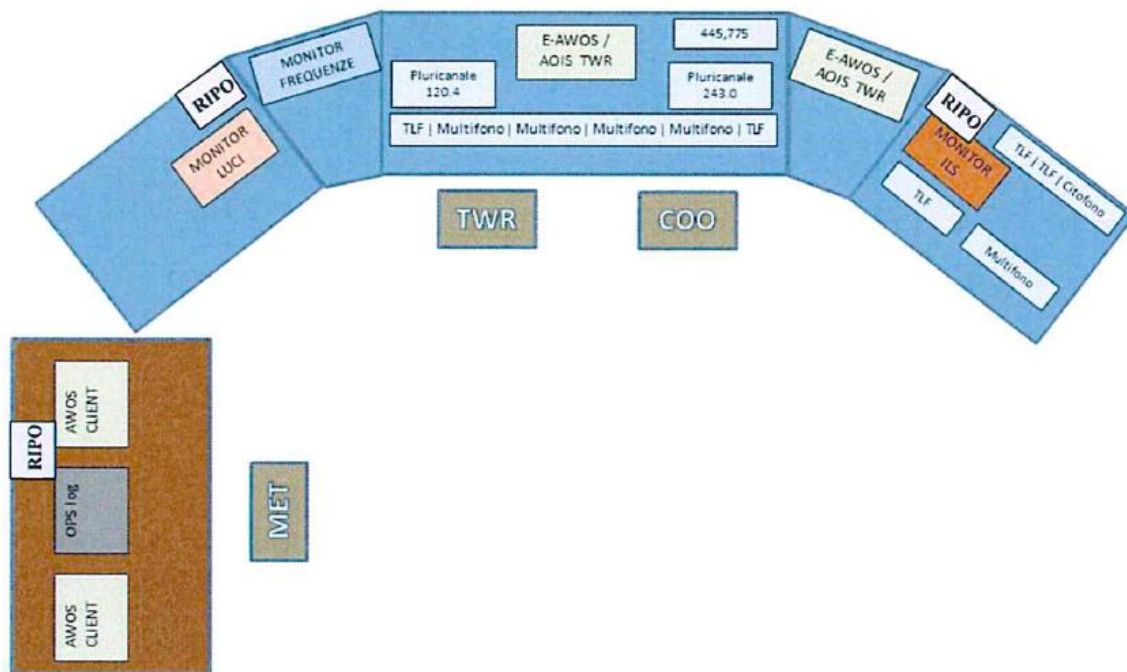 RIPO
MONITOR
LUCI
MONITOR
FREQUENZE
E-AWOS /
AOIS TWR
445,775
Pluricanale
120.4
Pluricanale
243.0
TLF | Multifono | Multifono | Multifono | Multifono | TLF
E-AWOS /
AOIS TWR
RIPO
MONITOR
ILS
TLF | TLF | Citofono
TLF
Multifono
TWR
COO
AWOS
CLIENT
RIPO
OPS log
AWOS
CLIENT
MET